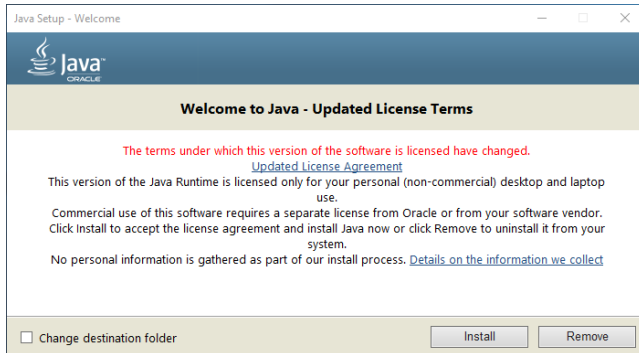 Java Setup - Welcome
Java™
ORACLE
Welcome to Java - Updated License Terms
The terms under which this version of the software is licensed have changed.
Updated License Agreement
This version of the Java Runtime is licensed only for your personal (non-commercial) desktop and laptop
use.
Commercial use of this software requires a separate license from Oracle or from your software vendor.
Click Install to accept the license agreement and install Java now or click Remove to uninstall it from your
system.
No personal information is gathered as part of our install process. Details on the information we collect
Change destination folder
Install
Remove